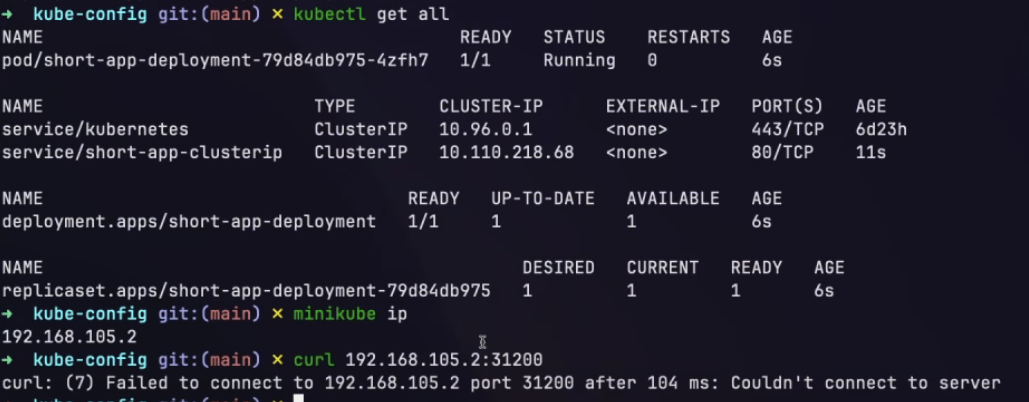 ➜ kube-config git:(main) ✗ kubectl get all
NAME READY STATUS RESTARTS AGE
pod/short-app-deployment-79d84db975-4zfh7 1/1 Running 0 6s
NAME TYPE CLUSTER-IP EXTERNAL-IP PORT(S) AGE
service/kubernetes ClusterIP 10.96.0.1 <none> 443/TCP 6d23h
service/short-app-clusterip ClusterIP 10.110.218.68 <none> 80/TCP 11s
NAME READY UP-TO-DATE AVAILABLE AGE
deployment.apps/short-app-deployment 1/1 1 1 6s
NAME DESIRED CURRENT READY AGE
replicaset.apps/short-app-deployment-79d84db975 1 1 1 6s
➜ kube-config git:(main) ✗ minikube ip
192.168.105.2
➜ kube-config git:(main) ✗ curl 192.168.105.2:31200
curl: (7) Failed to connect to 192.168.105.2 port 31200 after 104 ms: Couldn't connect to server